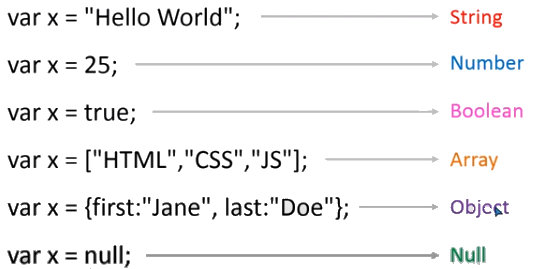 var x = "Hello World"; String
var x = 25; Number
var x = true; Boolean
var x = ["HTML","CSS","JS"]; Array
var x = {first:"Jane", last:"Doe"}; Object
var x = null; Null